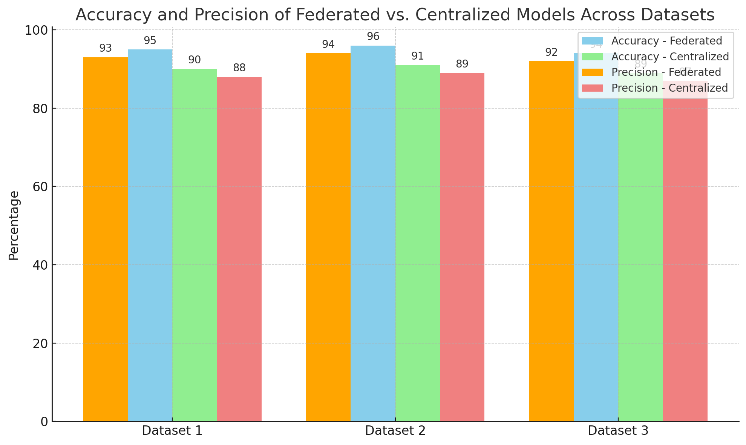 Accuracy and Precision of Federated vs. Centralized Models Across Datasets
Percentage
100
80
60
40
20
0
93
95
90
88
94
96
91
89
92
Accuracy - Federated
Accuracy - Centralized
Precision - Federated
Precision - Centralized
Dataset 1
Dataset 2
Dataset 3